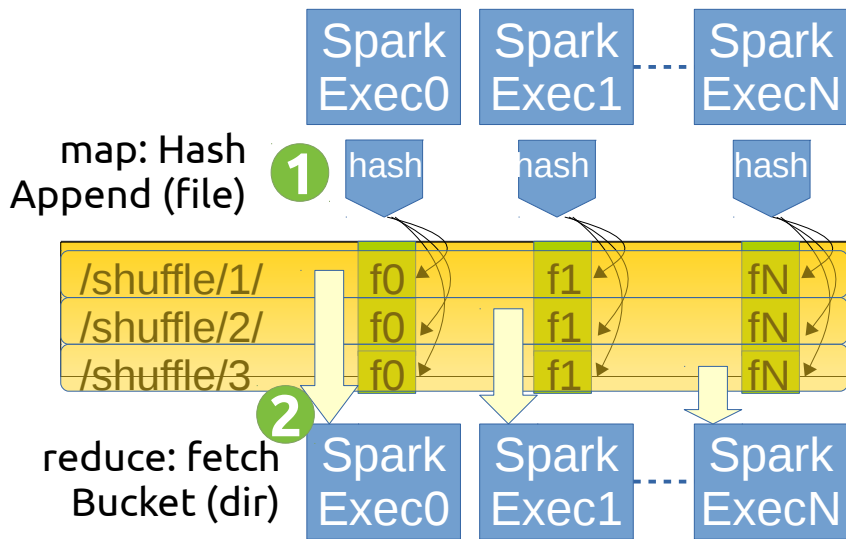 Spark Exec0
Spark Exec1
Spark ExecN
map: Hash
Append (file)
1
hash
hash
hash
/shuffle/1/ f0 f1 fN
/shuffle/2/ f0 f1 fN
/shuffle/3 f0 f1 fN
2
reduce: fetch
Bucket (dir)
Spark Exec0
Spark Exec1
Spark ExecN